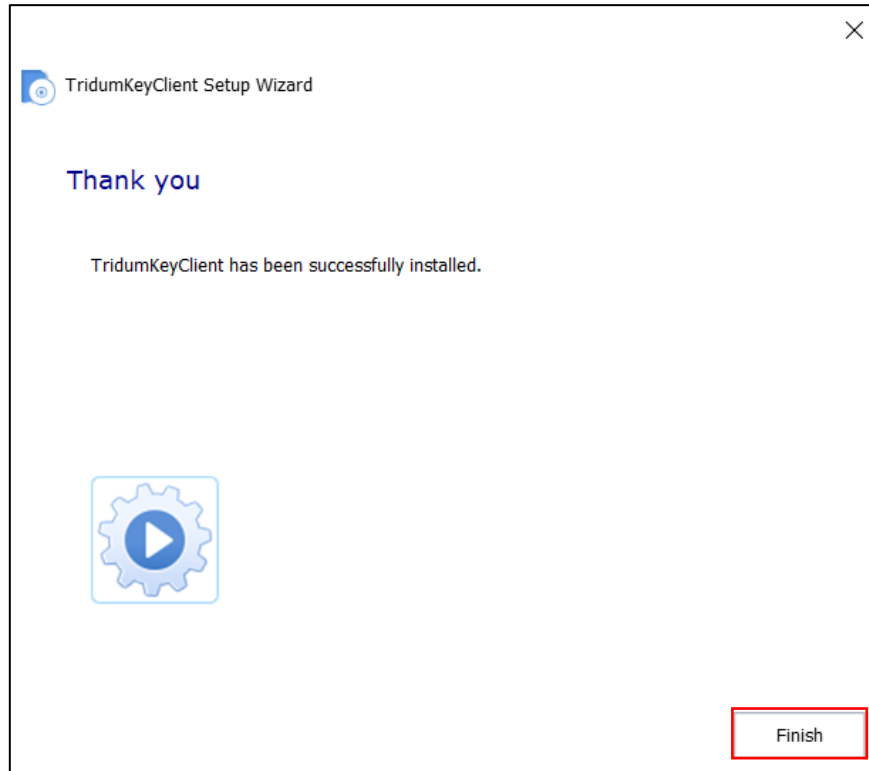 TridumKeyClient Setup Wizard
Thank you
TridumKeyClient has been successfully installed.
Finish